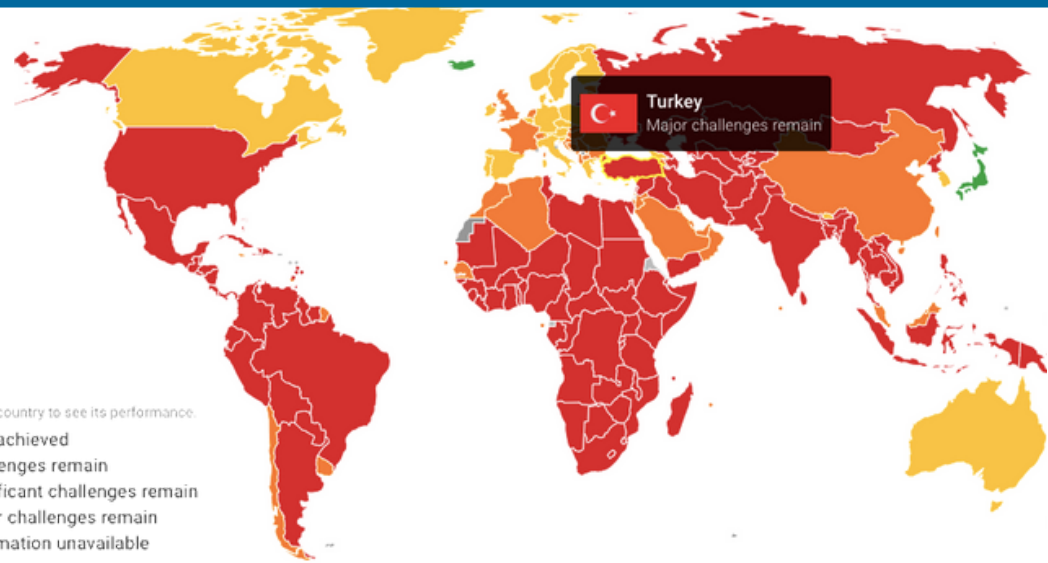 Turkey
Major challenges remain
country to see its performance.
achieved
enges remain
ficant challenges remain
r challenges remain
mation unavailable